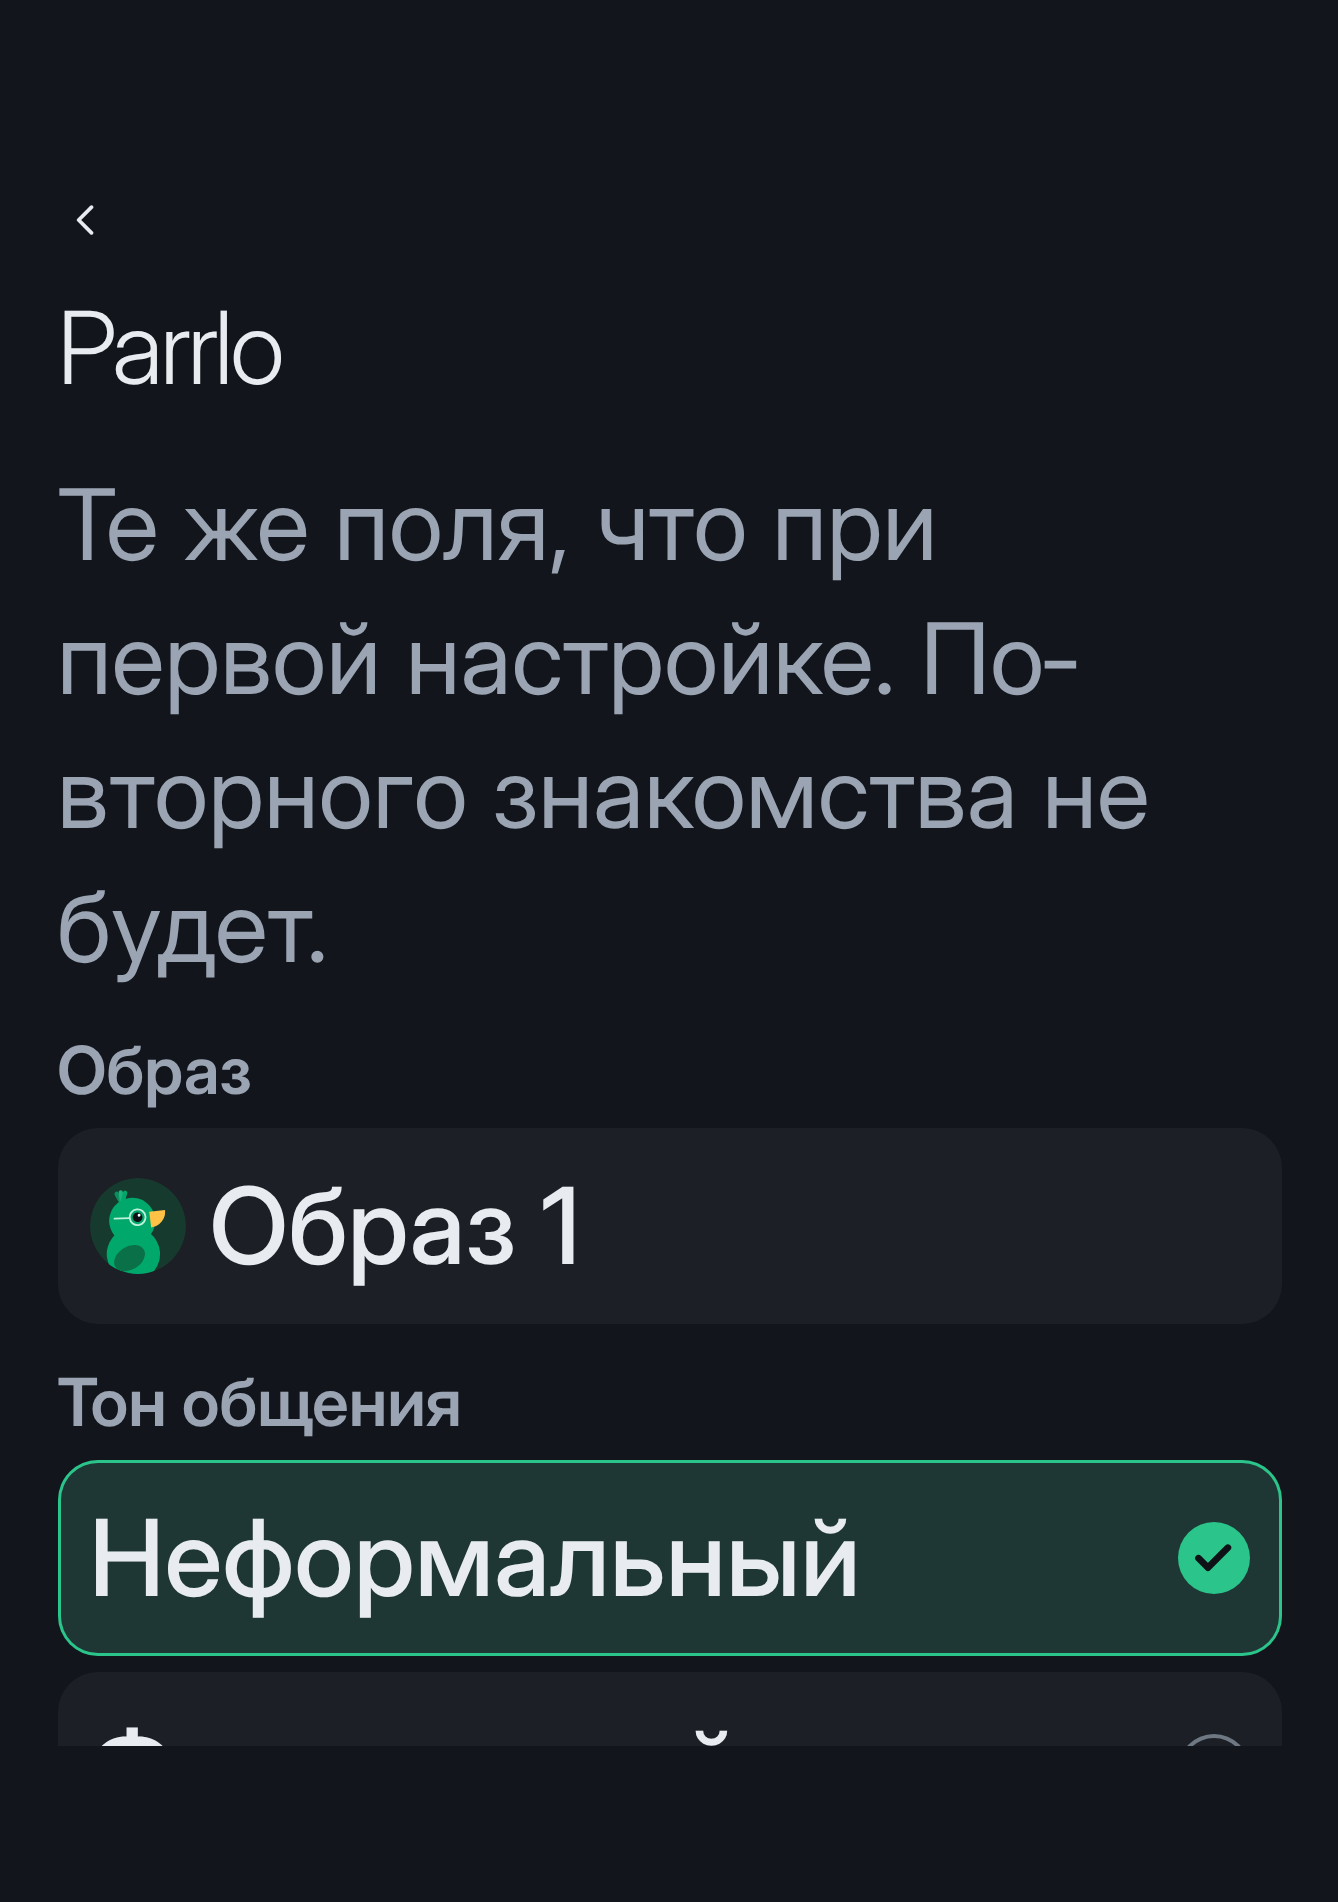 Parrlo
Те же поля, что при
первой настройке. По-
вторного знакомства не
будет.
Образ
Образ 1
Тон общения
Неформальный